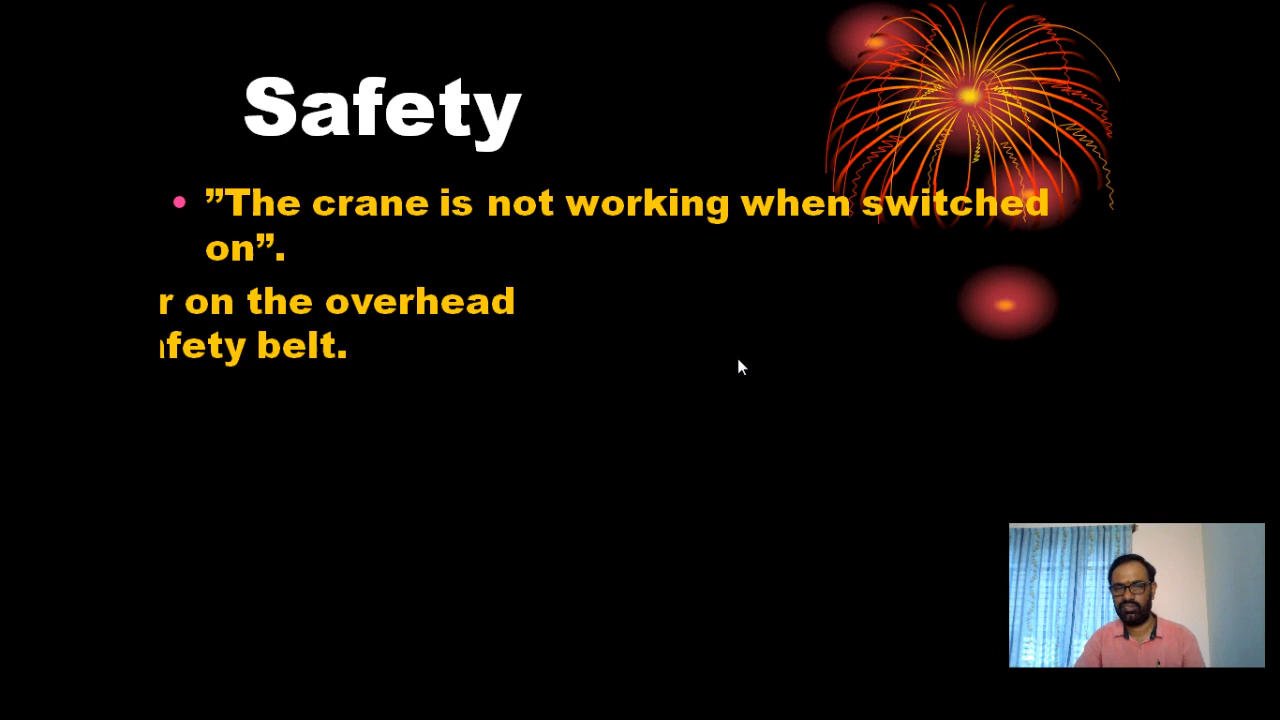 Safety
• ”The crane is not working when switched
on”.
r on the overhead
fety belt.